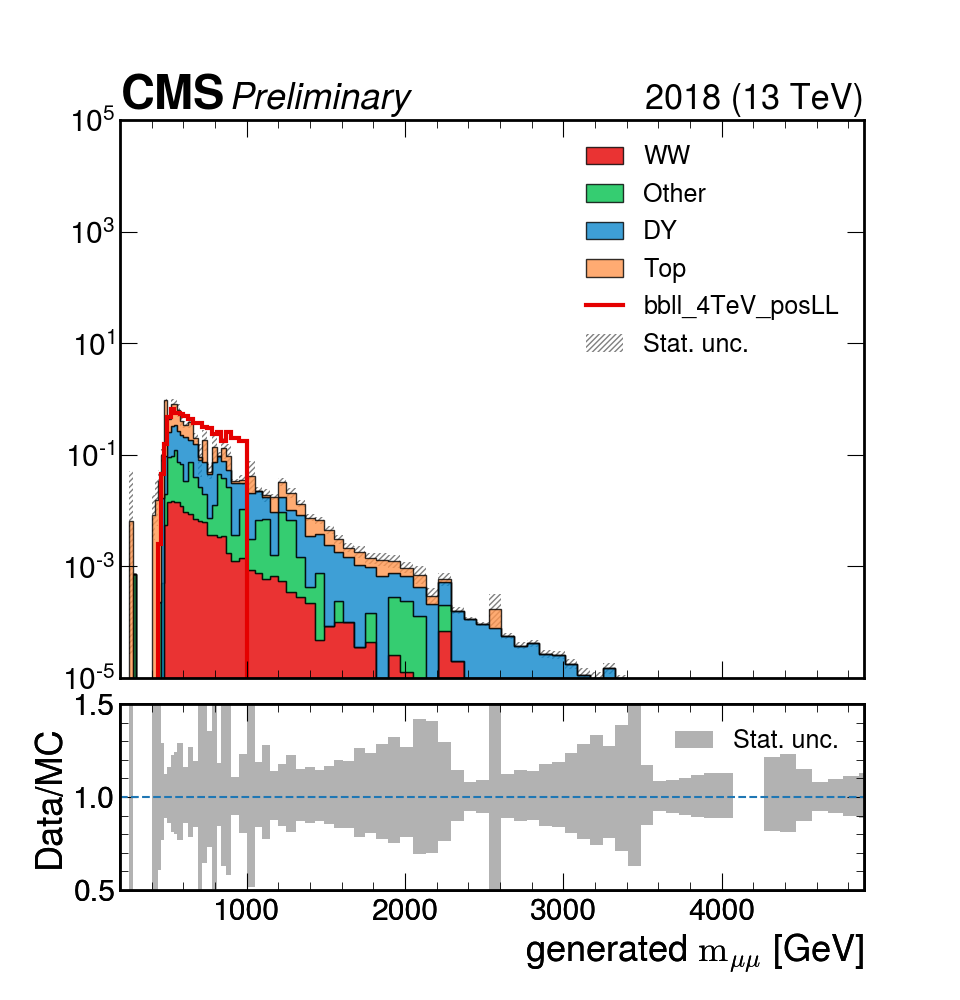 CMS Preliminary 2018 (13 TeV)
10^5
10^3
10^1
10^-1
10^-3
10^-5
WW
Other
DY
Top
bbll_4TeV_posLL
Stat. unc.
1.5
1.0
0.5
Data/MC
Stat. unc.
1000 2000 3000 4000
generated m_μμ [GeV]